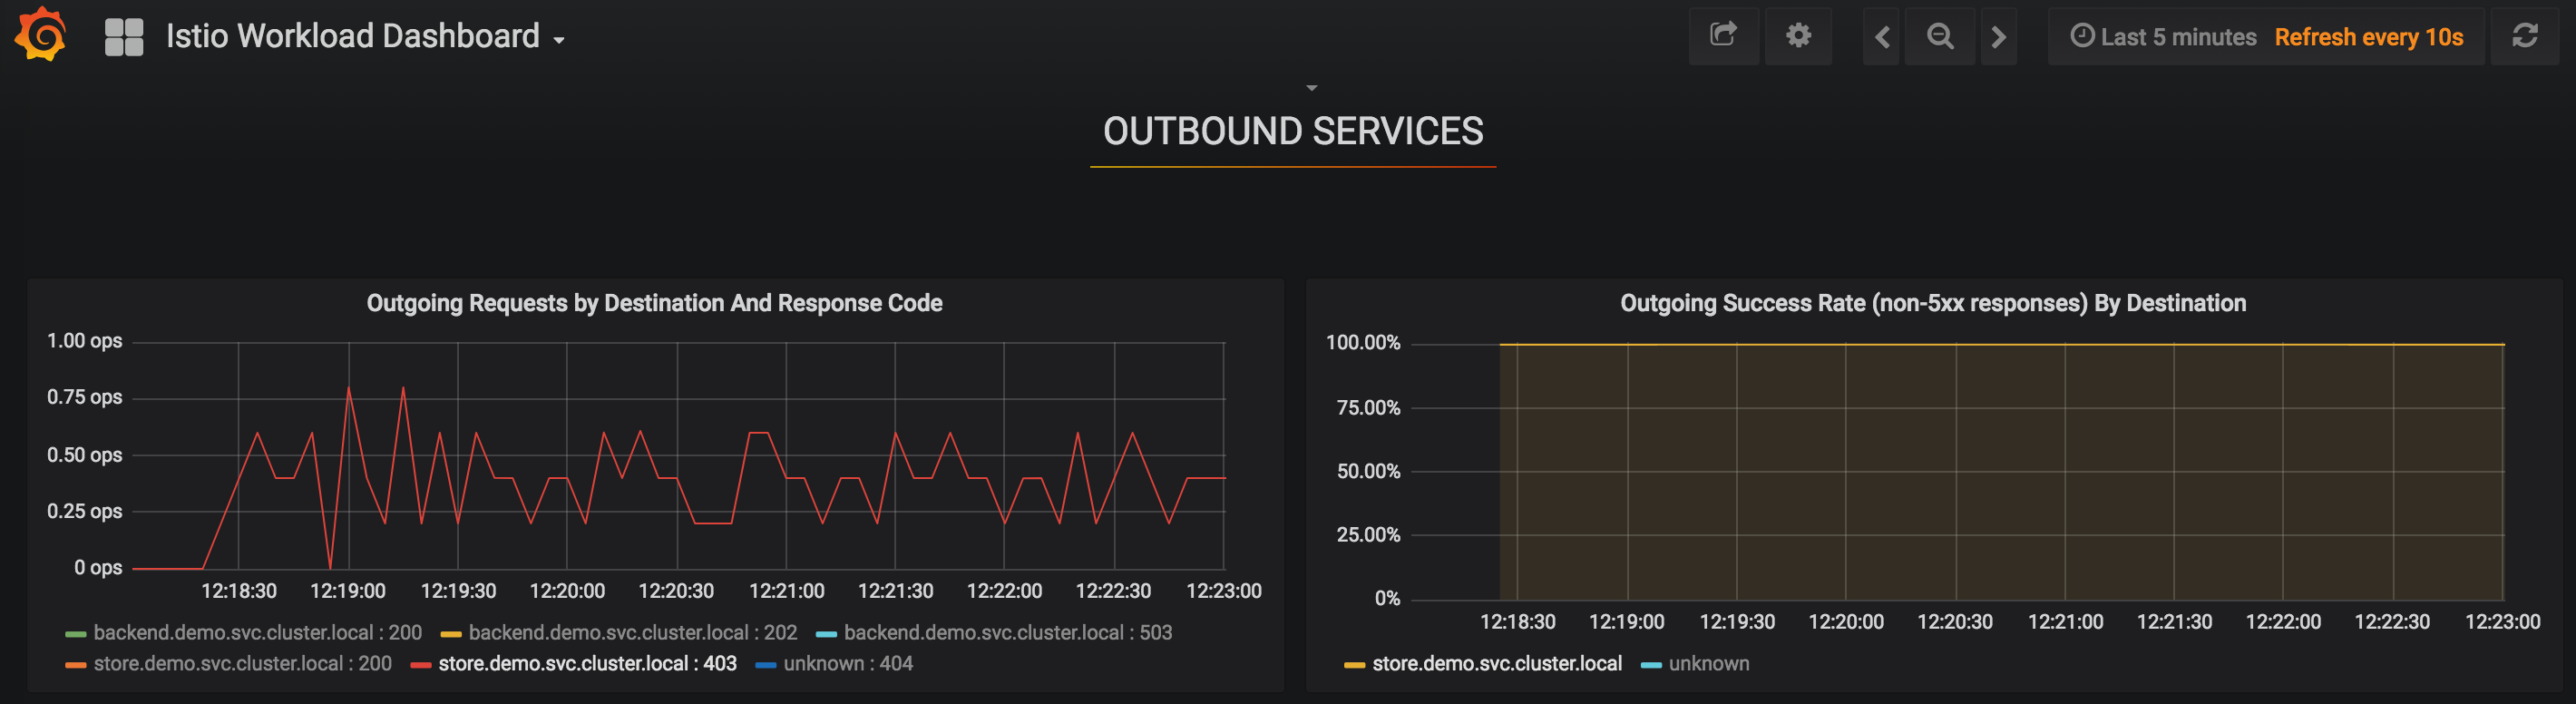 Istio Workload Dashboard
Last 5 minutes Refresh every 10s
OUTBOUND SERVICES
Outgoing Requests by Destination And Response Code
1.00 ops
0.75 ops
0.50 ops
0.25 ops
0 ops
12:18:30 12:19:00 12:19:30 12:20:00 12:20:30 12:21:00 12:21:30 12:22:00 12:22:30 12:23:00
backend.demo.svc.cluster.local : 200 backend.demo.svc.cluster.local : 202 backend.demo.svc.cluster.local : 503
store.demo.svc.cluster.local : 200 store.demo.svc.cluster.local : 403 unknown : 404
Outgoing Success Rate (non-5xx responses) By Destination
100.00%
75.00%
50.00%
25.00%
0%
12:18:30 12:19:00 12:19:30 12:20:00 12:20:30 12:21:00 12:21:30 12:22:00 12:22:30 12:23:00
store.demo.svc.cluster.local unknown